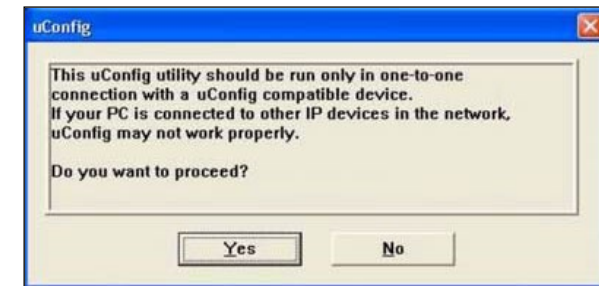 uConfig
This uConfig utility should be run only in one-to-one
connection with a uConfig compatible device.
If your PC is connected to other IP devices in the network,
uConfig may not work properly.
Do you want to proceed?
Yes
No